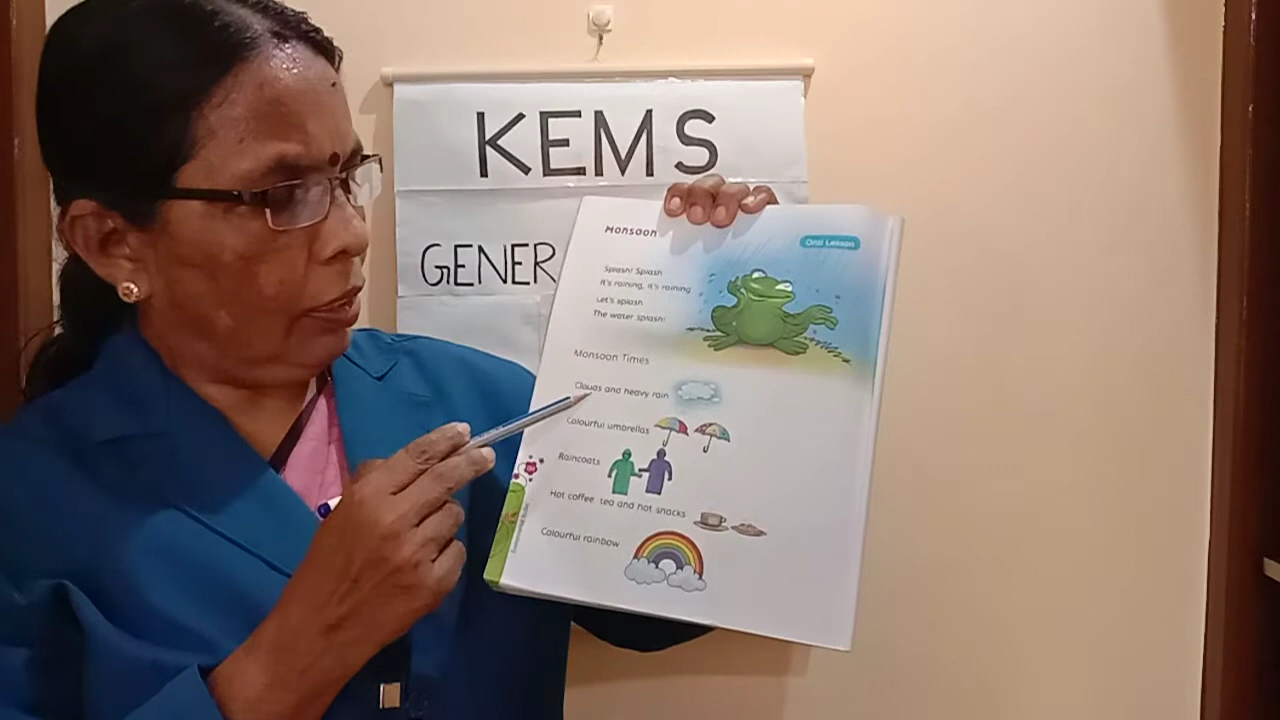 KEMS
GENER
Monsoon
Oral Lesson
Splash! Splash
It's raining, it's raining
Let's splash
The water splash!
Monsoon Times
Clouds and heavy rain
Colourful umbrellas
Raincoats
Hot coffee, tea and hot snacks
Colourful rainbow